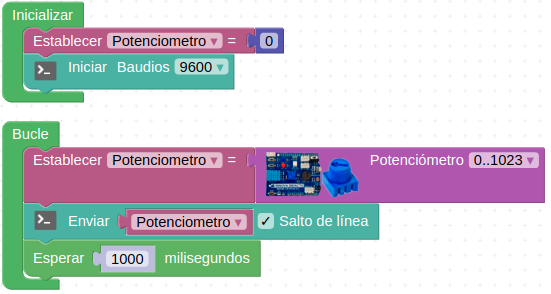 Inicializar
Establecer Potenciometro ▾ = 0
Iniciar Baudios 9600 ▾
Bucle
Establecer Potenciometro ▾ = Potenciómetro 0..1023 ▾
Enviar Potenciometro ▾ ✓ Salto de línea
Esperar 1000 milisegundos